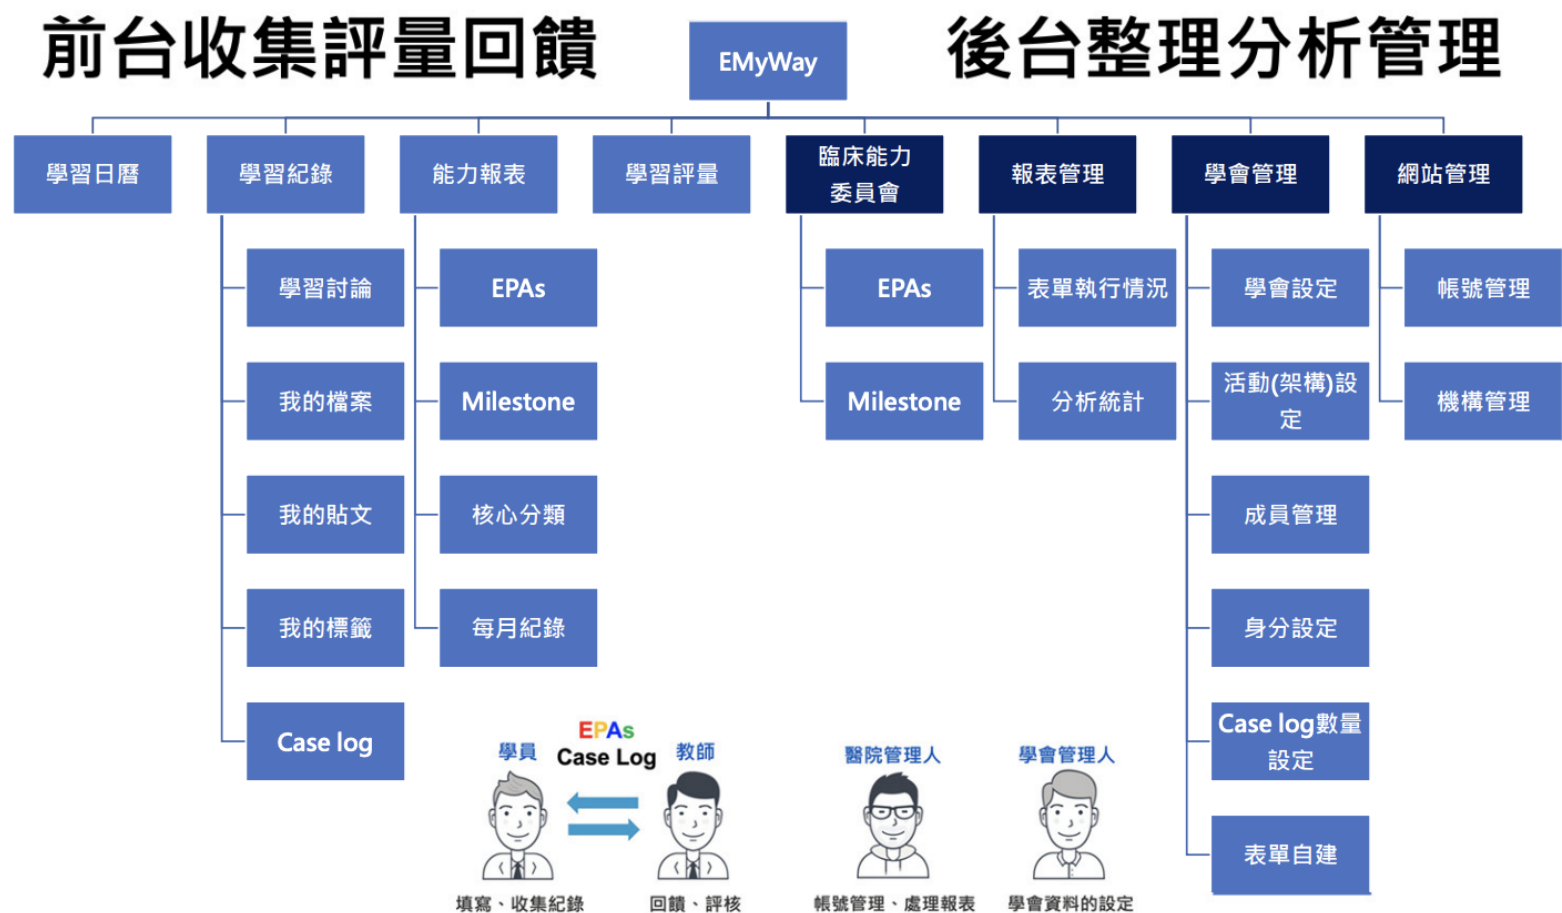 前台收集評量回饋
EMyWay
後台整理分析管理
學習日曆
學習紀錄
能力報表
學習評量
臨床能力
委員會
報表管理
學會管理
網站管理
學習討論
我的檔案
我的貼文
我的標籤
Case log
EPAs
Milestone
核心分類
每月紀錄
EPAs
Milestone
表單執行情況
分析統計
學會設定
活動(架構)設
定
成員管理
身分設定
Case log數量
設定
表單自建
帳號管理
機構管理
EPAs
Case Log
學員
教師
醫院管理人
學會管理人
填寫、收集紀錄
回饋、評核
帳號管理、處理報表
學會資料的設定